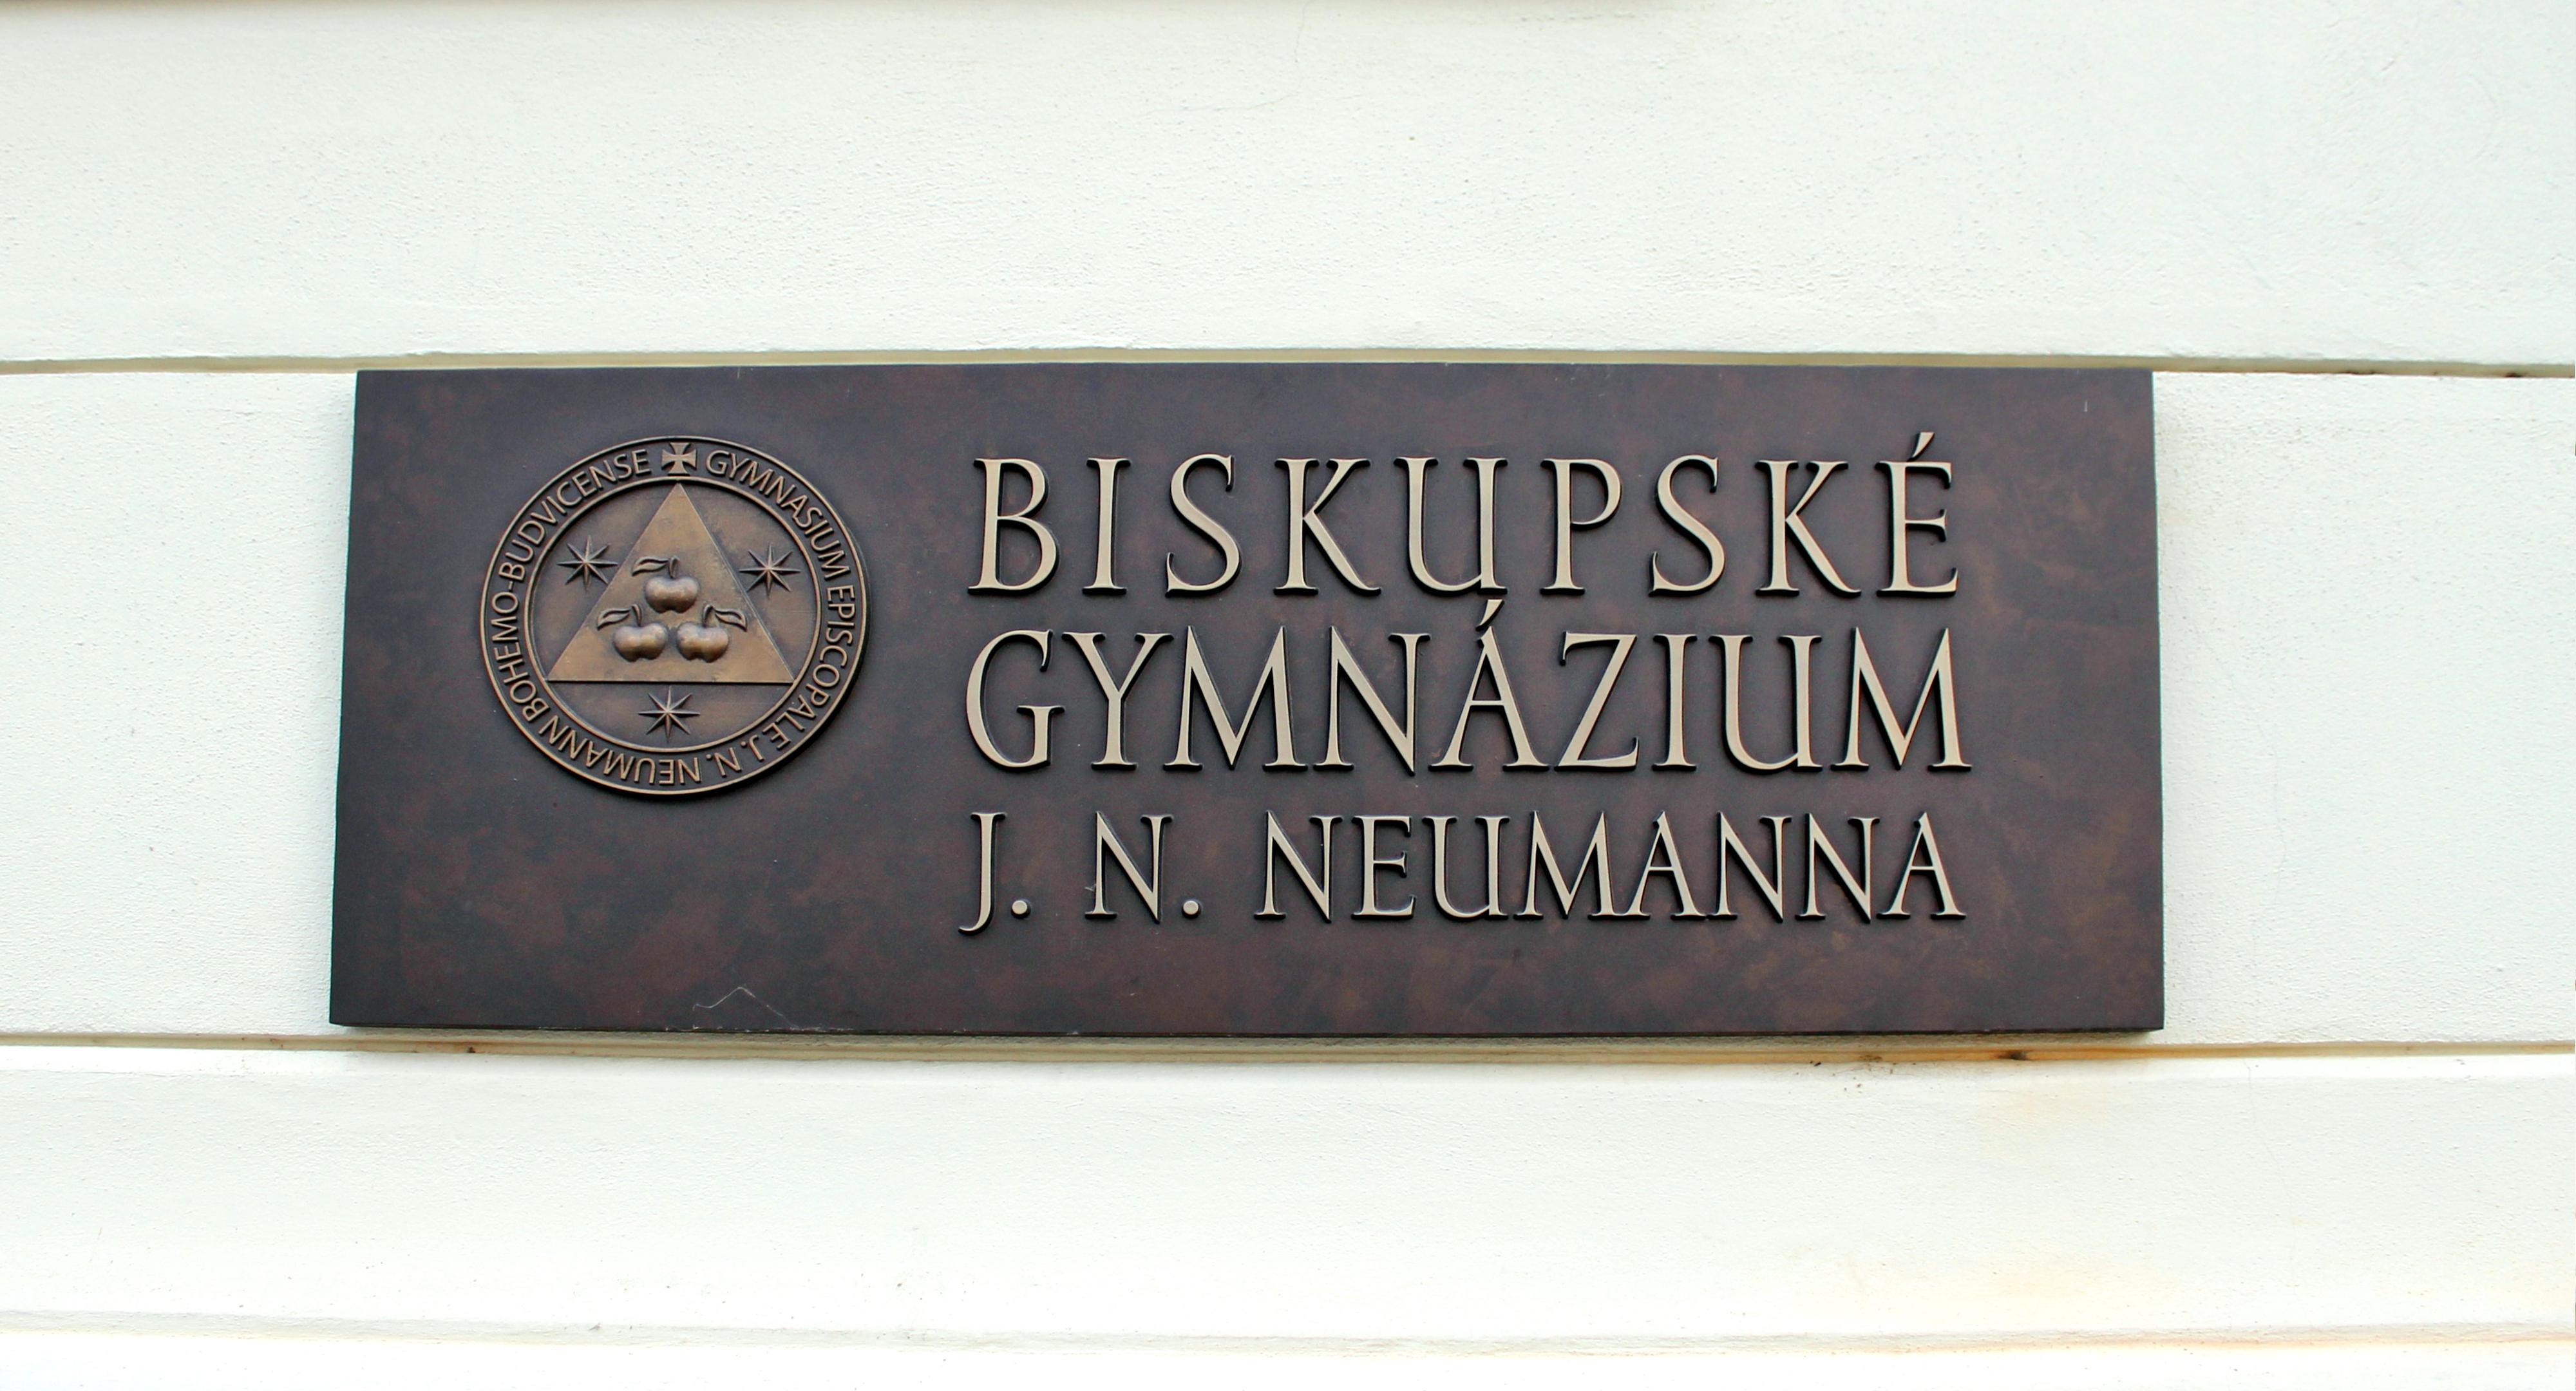 GYMNASIUM EPISCOPALE J. N. NEUMANN BOHEMO-BUDVICENSE
BISKUPSKÉ
GYMNÁZIUM
J. N. NEUMANNA